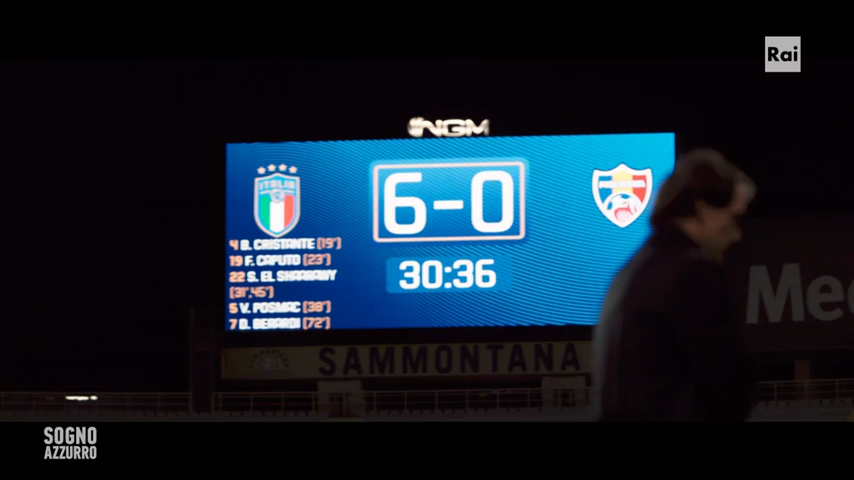 Rai
NGM
ITALIA
6-0
30:36
4 B. CRISTANTE (19')
19 F. CAPUTO (23')
22 S. EL SHAARAWY
(31',45')
5 V. POSMAC (38')
7 D. BERARDI (72')
SAMMONTANA
Me
SOGNO
AZZURRO